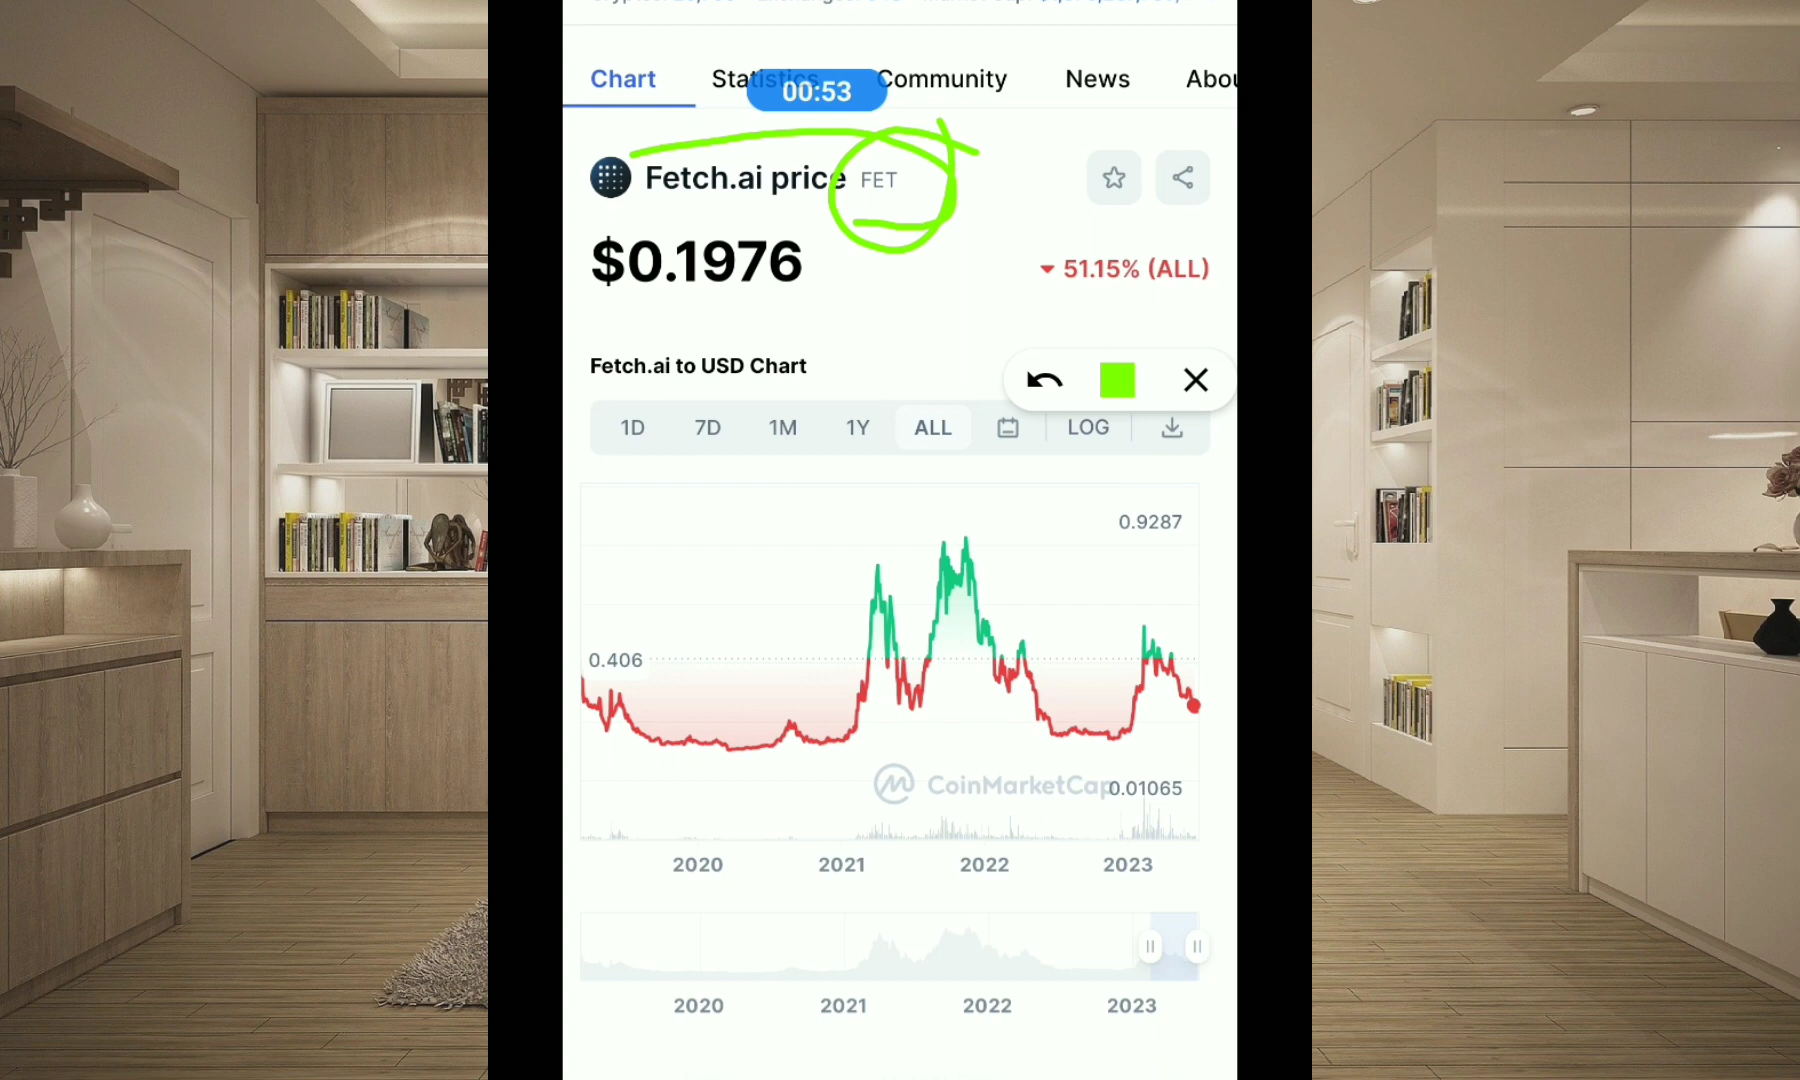 Chart Statistics Community News Abou
00:53
Fetch.ai price FET
$0.1976
51.15% (ALL)
Fetch.ai to USD Chart
1D 7D 1M 1Y ALL LOG
0.9287
0.406
CoinMarketCap
0.01065
2020 2021 2022 2023
2020 2021 2022 2023